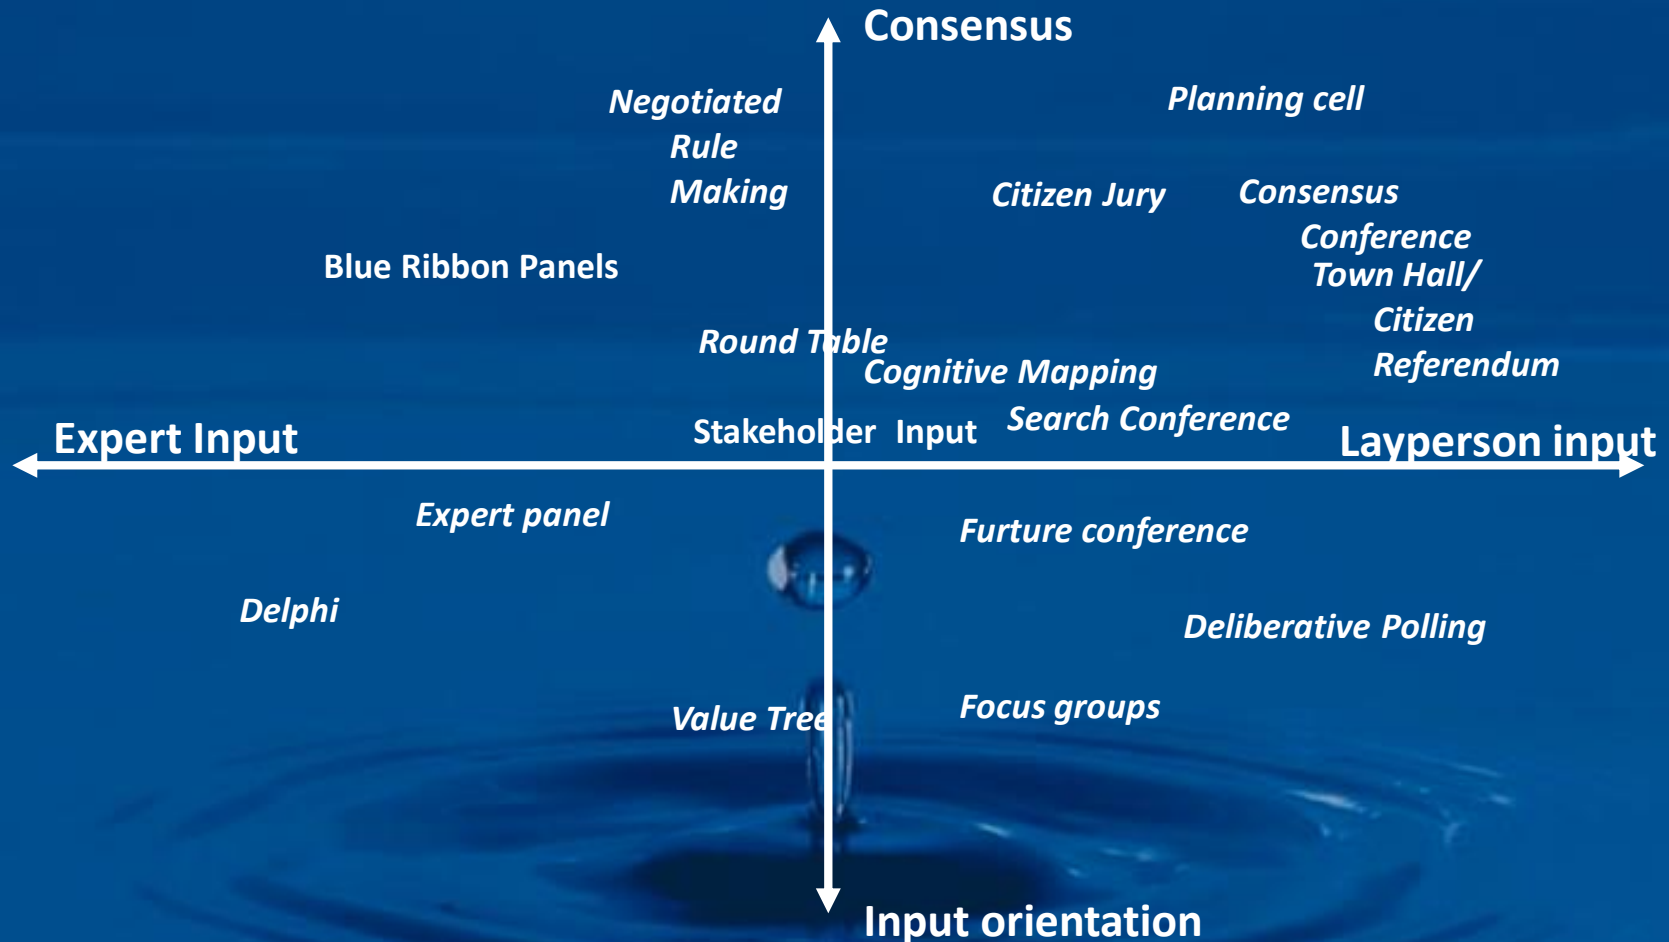 Consensus
Negotiated
Rule
Making
Planning cell
Citizen Jury
Consensus
Conference
Blue Ribbon Panels
Town Hall/
Citizen
Referendum
Round Table
Cognitive Mapping
Search Conference
Stakeholder Input
Expert Input
Layperson input
Expert panel
Furture conference
Delphi
Deliberative Polling
Value Tree
Focus groups
Input orientation